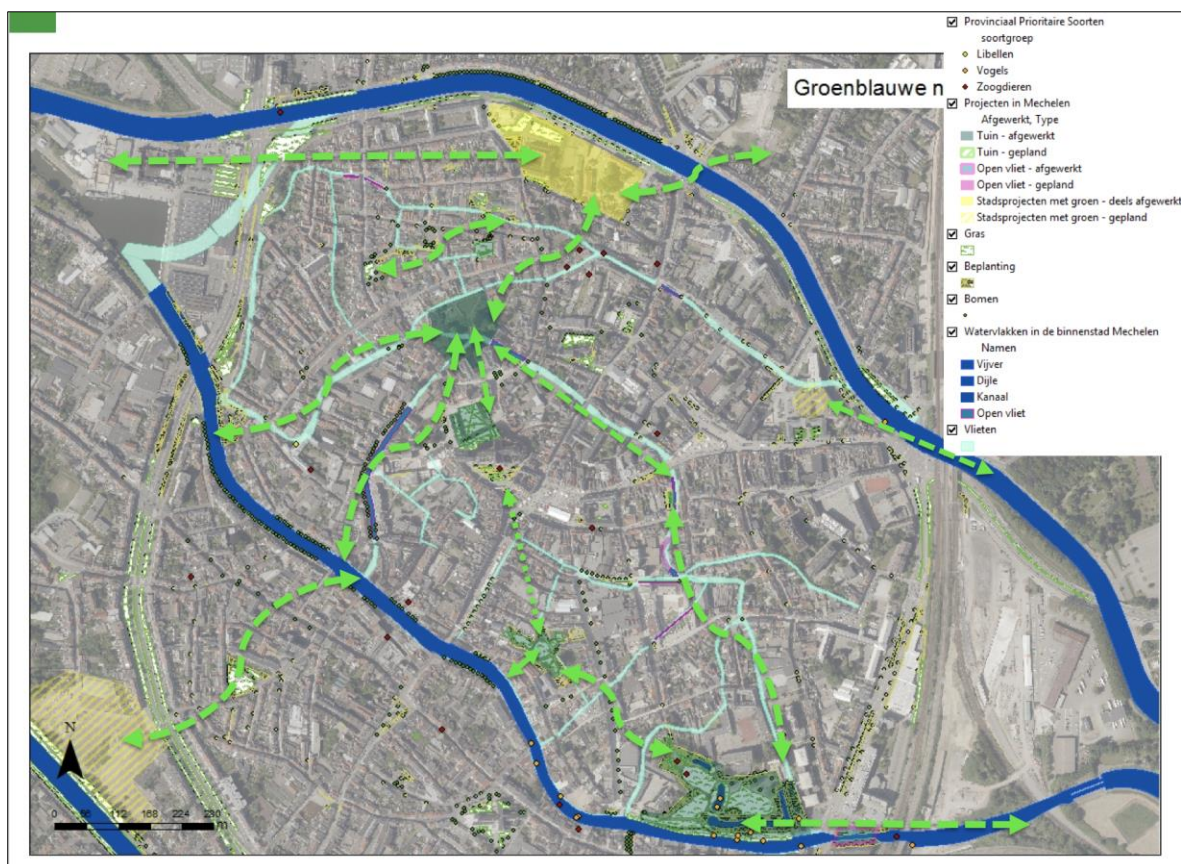 Groenblauwe n
Provinciaal Prioritaire Soorten
soortgroep
Libellen
Vogels
Zoogdieren
Projecten in Mechelen
Afgewerkt, Type
Tuin - afgewerkt
Tuin - gepland
Open vliet - afgewerkt
Open vliet - gepland
Stadsprojecten met groen - deels afgewerkt
Stadsprojecten met groen - gepland
Gras
Beplanting
Bomen
Watervlakken in de binnenstad Mechelen
Namen
Vijver
Dijle
Kanaal
Open vliet
Vlieten
N
0 56 112 168 224 280
m